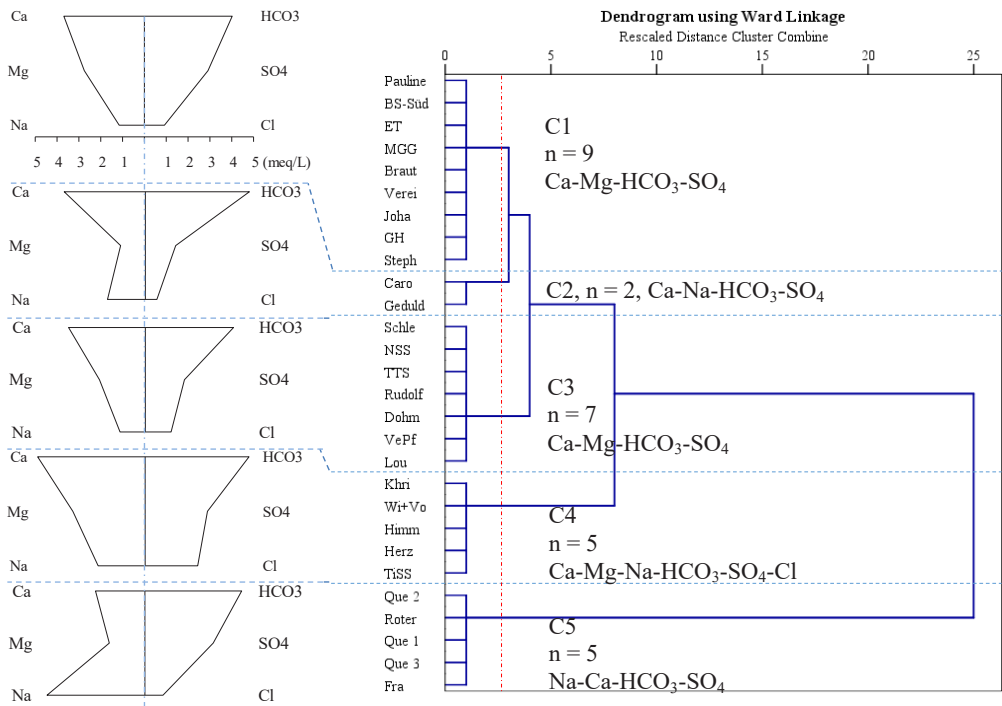 Dendrogram using Ward Linkage
Rescaled Distance Cluster Combine
0 5 10 15 20 25
Ca HCO3
Mg SO4
Na Cl
5 4 3 2 1 1 2 3 4 5 (meq/L)
Ca HCO3
Mg SO4
Na Cl
Ca HCO3
Mg SO4
Na Cl
Ca HCO3
Mg SO4
Na Cl
Ca HCO3
Mg SO4
Na Cl
Pauline
BS-Süd
ET
MGG
Braut
Verei
Joha
GH
Steph
Caro
Geduld
Schle
NSS
TTS
Rudolf
Dohm
VePf
Lou
Khri
Wi+Vo
Himm
Herz
TiSS
Que 2
Roter
Que 1
Que 3
Fra
C1
n = 9
Ca-Mg-HCO₃-SO₄
C2, n = 2, Ca-Na-HCO₃-SO₄
C3
n = 7
Ca-Mg-HCO₃-SO₄
C4
n = 5
Ca-Mg-Na-HCO₃-SO₄-Cl
C5
n = 5
Na-Ca-HCO₃-SO₄